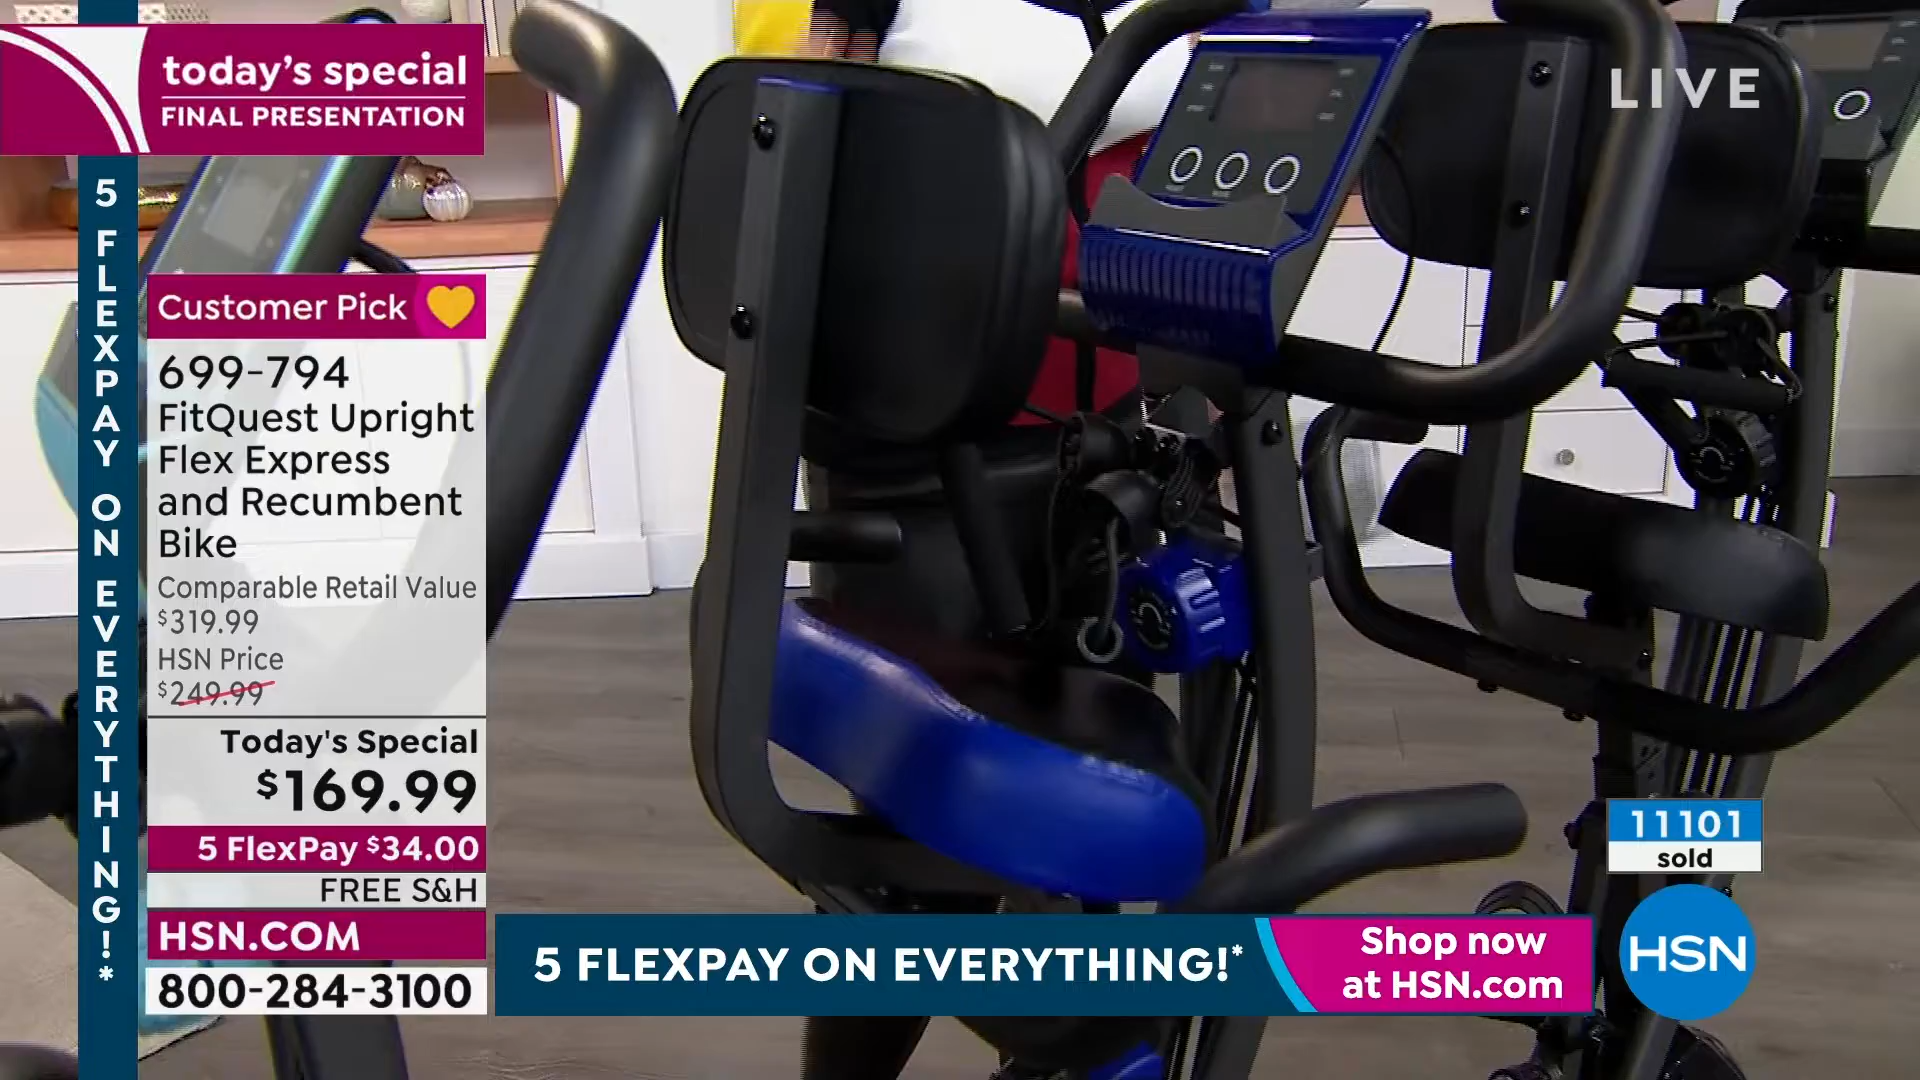 today's special
FINAL PRESENTATION
LIVE
5 FLEXPAY ON EVERYTHING!*
Customer Pick
699-794
FitQuest Upright
Flex Express
and Recumbent
Bike
Comparable Retail Value
$319.99
HSN Price
$249.99
Today's Special
$169.99
5 FlexPay $34.00
FREE S&H
HSN.COM
800-284-3100
5 FLEXPAY ON EVERYTHING!*
Shop now
at HSN.com
11101
sold
HSN